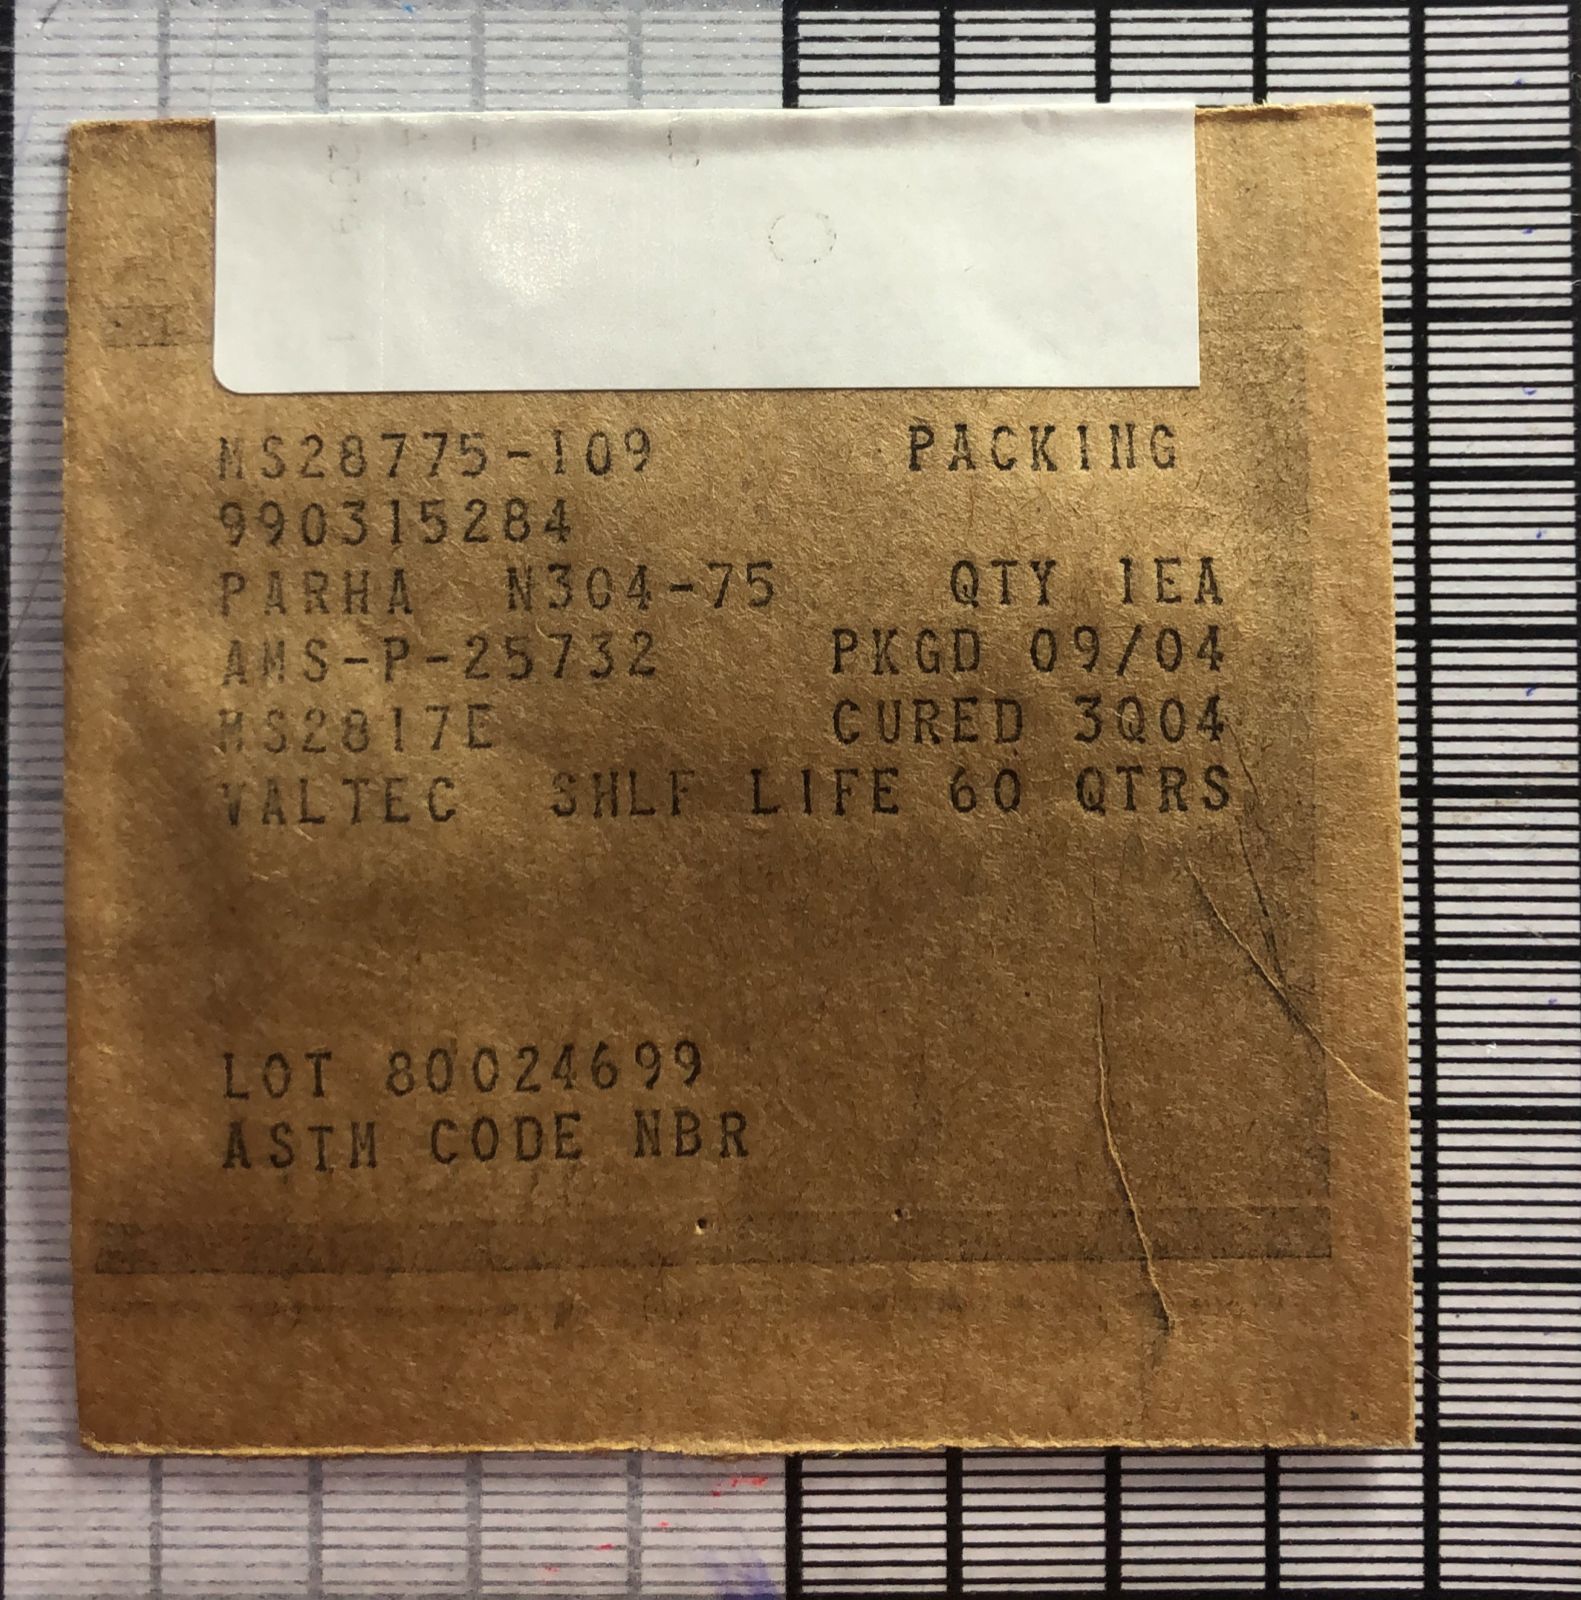 MS28775-109 PACKING
990315284
PARHA N304-75 QTY 1EA
AMS-P-25732 PKGD 09/04
MS2817E CURED 3Q04
VALTEC SHLF LIFE 60 QTRS
LOT 80024699
ASTM CODE NBR